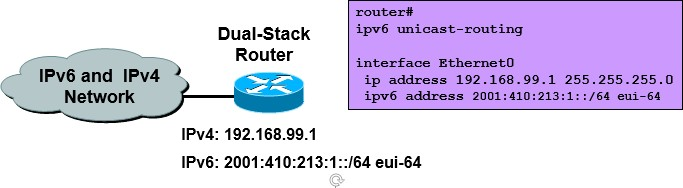 Dual-Stack
Router
IPv6 and IPv4
Network
IPv4: 192.168.99.1
IPv6: 2001:410:213:1::/64 eui-64
router#
ipv6 unicast-routing
interface Ethernet0
ip address 192.168.99.1 255.255.255.0
ipv6 address 2001:410:213:1::/64 eui-64